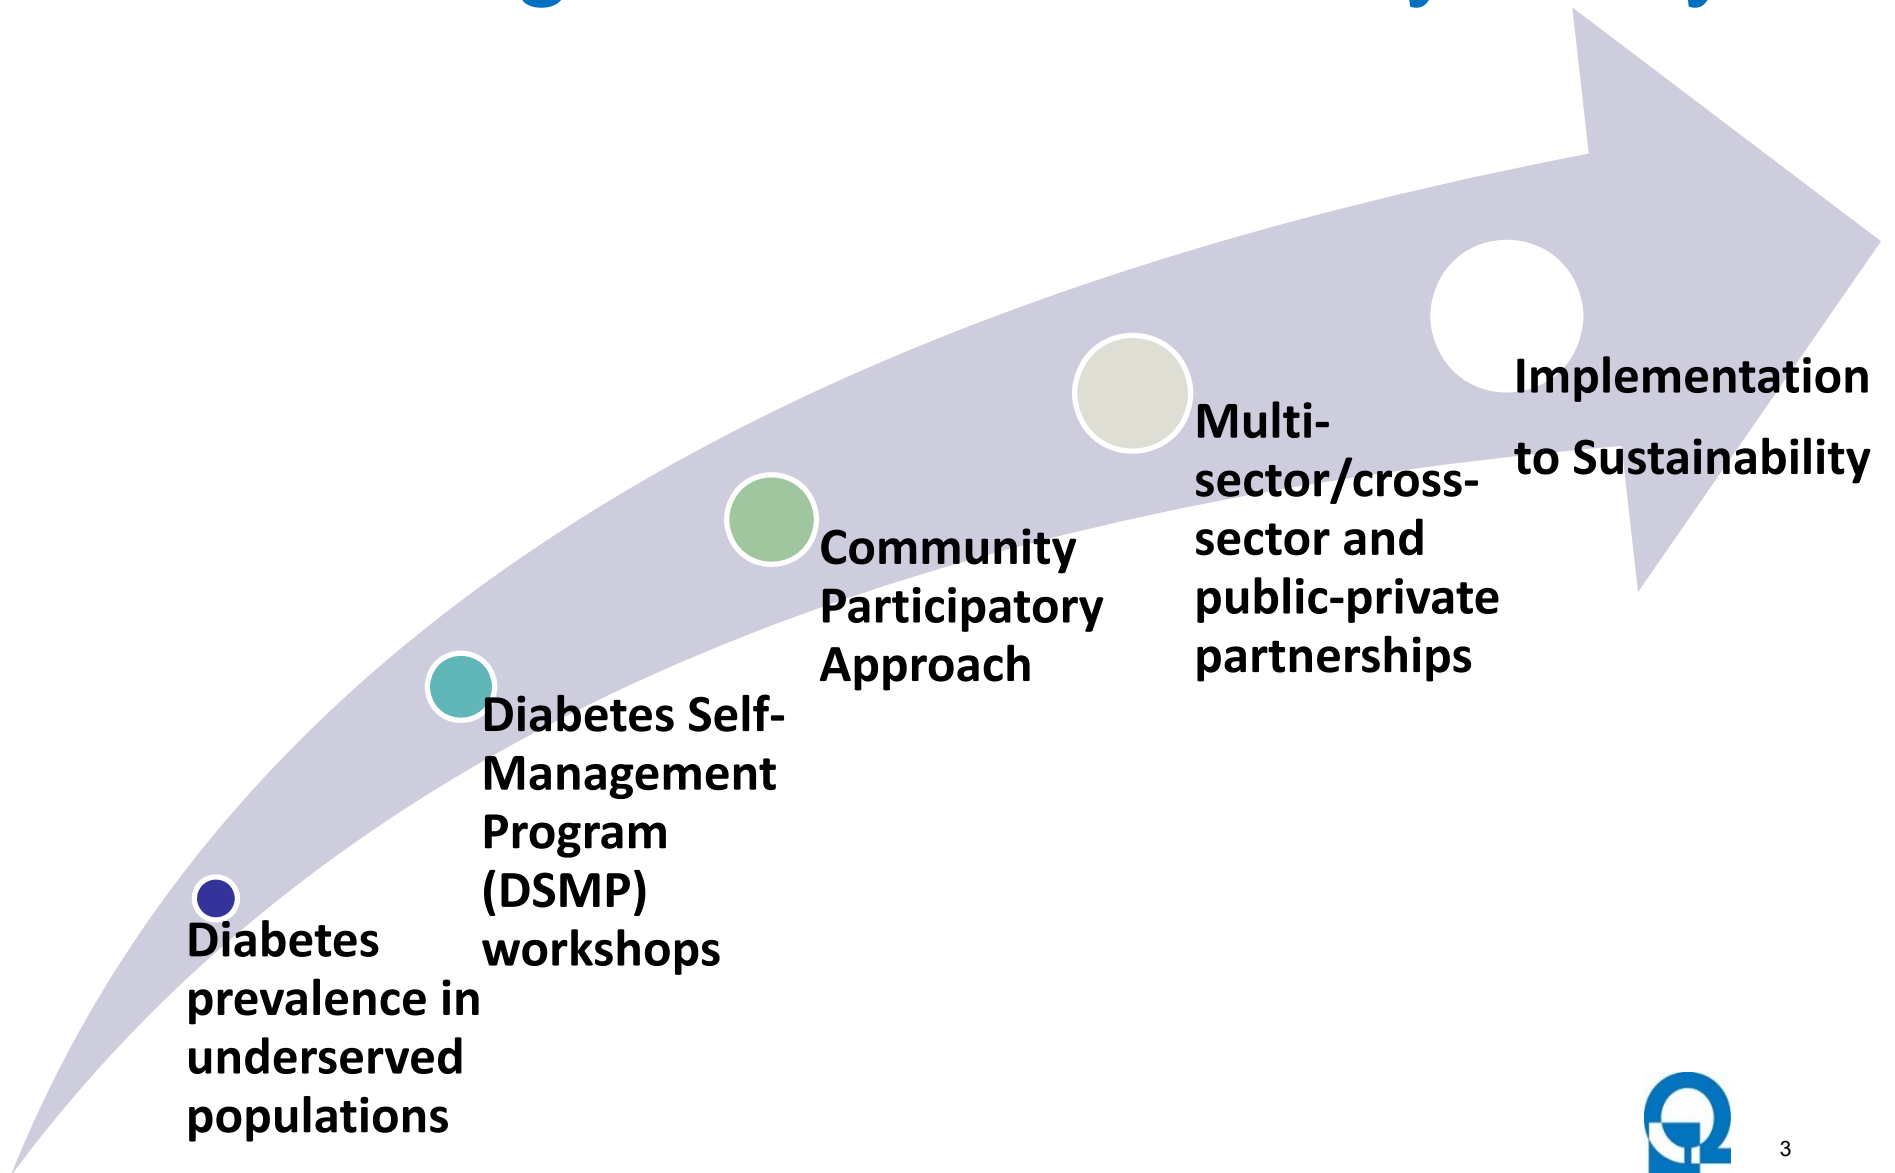 Implementation
to Sustainability
Multi-
sector/cross-
sector and
public-private
partnerships
Community
Participatory
Approach
Diabetes Self-
Management
Program
(DSMP)
workshops
Diabetes
prevalence in
underserved
populations
3